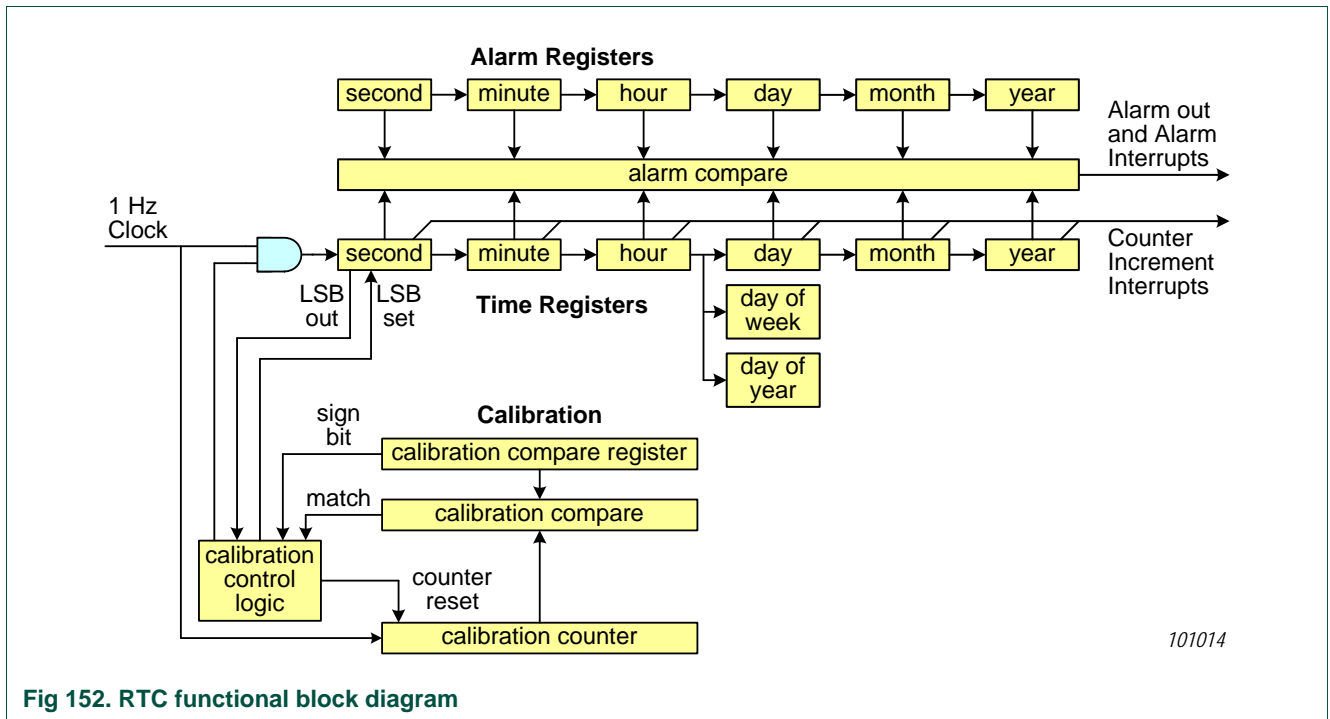 Alarm Registers
second minute hour day month year
Alarm out
and Alarm
Interrupts
alarm compare
1 Hz
Clock
second minute hour day month year
Counter
Increment
Interrupts
LSB
out
LSB
set
Time Registers
day of
week
day of
year
Calibration
sign
bit
calibration compare register
match
calibration compare
calibration
control
logic
counter
reset
calibration counter
101014
Fig 152. RTC functional block diagram